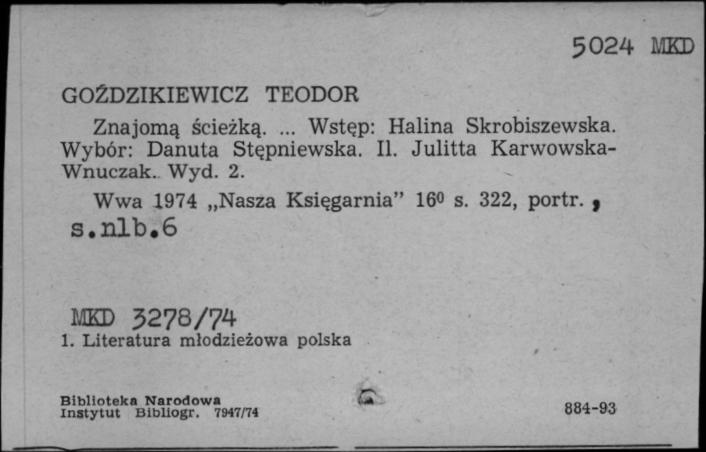 5024 MKD
GOŹDZIKIEWICZ TEODOR
Znajomą ścieżką. ... Wstęp: Halina Skrobiszewska.
Wybór: Danuta Stępniewska. Il. Julitta Karwowska-
Wnuczak. Wyd. 2.
Wwa 1974 „Nasza Księgarnia” 16⁰ s. 322, portr. ,
s.nlb.6
MKD 3278/74
1. Literatura młodzieżowa polska
Biblioteka Narodowa
Instytut Bibliogr. 7947/74
884-93